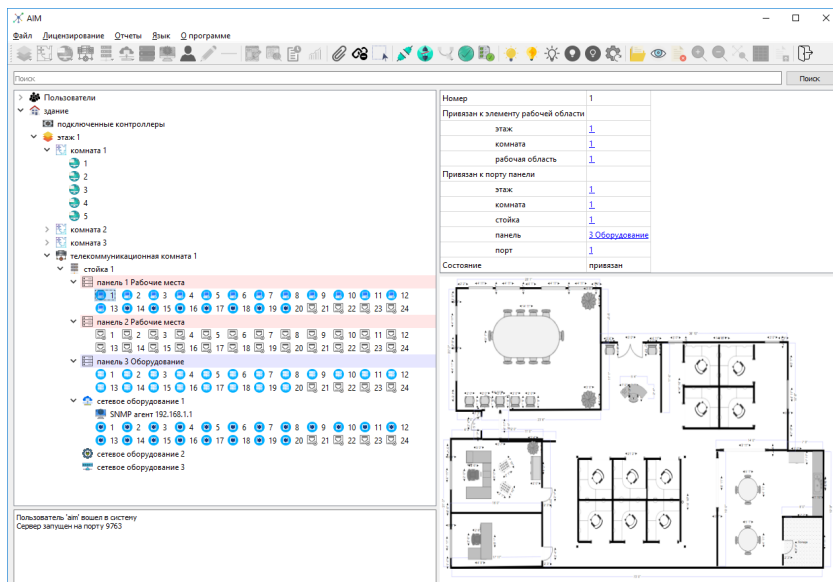 AIM
Файл Лицензирование Отчеты Язык О программе
Поиск Поиск
Пользователи
здание
подключенные контроллеры
этаж 1
комната 1
1
2
3
4
5
комната 2
комната 3
телекоммуникационная комната 1
стойка 1
панель 1 Рабочие места
1 2 3 4 5 6 7 8 9 10 11 12
13 14 15 16 17 18 19 20 21 22 23 24
панель 2 Рабочие места
1 2 3 4 5 6 7 8 9 10 11 12
13 14 15 16 17 18 19 20 21 22 23 24
панель 3 Оборудование
1 2 3 4 5 6 7 8 9 10 11 12
13 14 15 16 17 18 19 20 21 22 23 24
сетевое оборудование 1
SNMP агент 192.168.1.1
1 2 3 4 5 6 7 8 9 10 11 12
13 14 15 16 17 18 19 20 21 22 23 24
сетевое оборудование 2
сетевое оборудование 3
Номер 1
Привязан к элементу рабочей области
этаж 1
комната 1
рабочая область 1
Привязан к порту панели
этаж 1
комната 1
стойка 1
панель 3 Оборудование
порт 1
Состояние привязан
Пользователь 'aim' вошел в систему
Сервер запущен на порту 9763